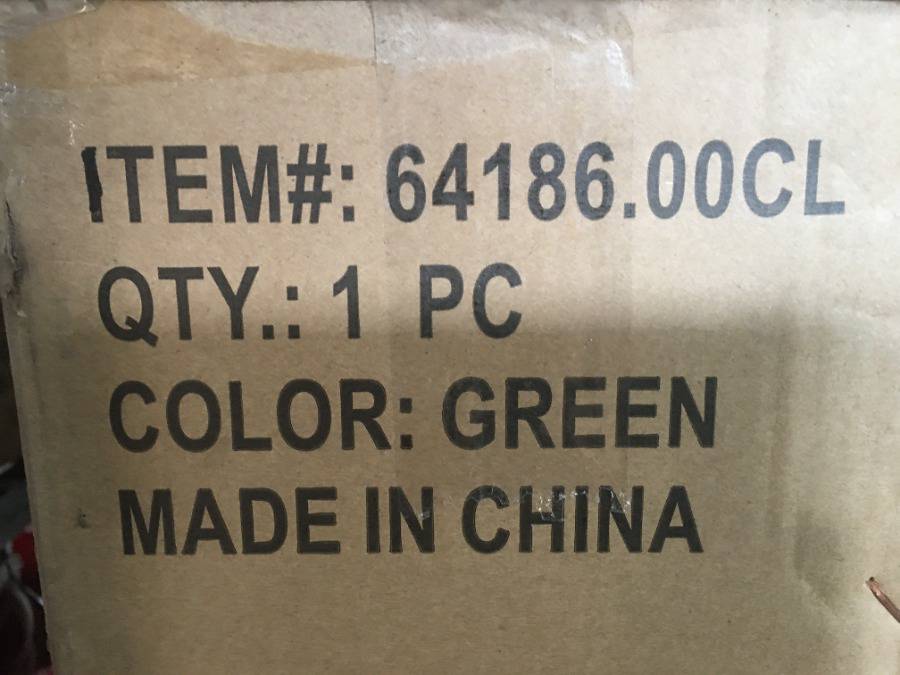 ITEM#: 64186.00CL
QTY.: 1 PC
COLOR: GREEN
MADE IN CHINA